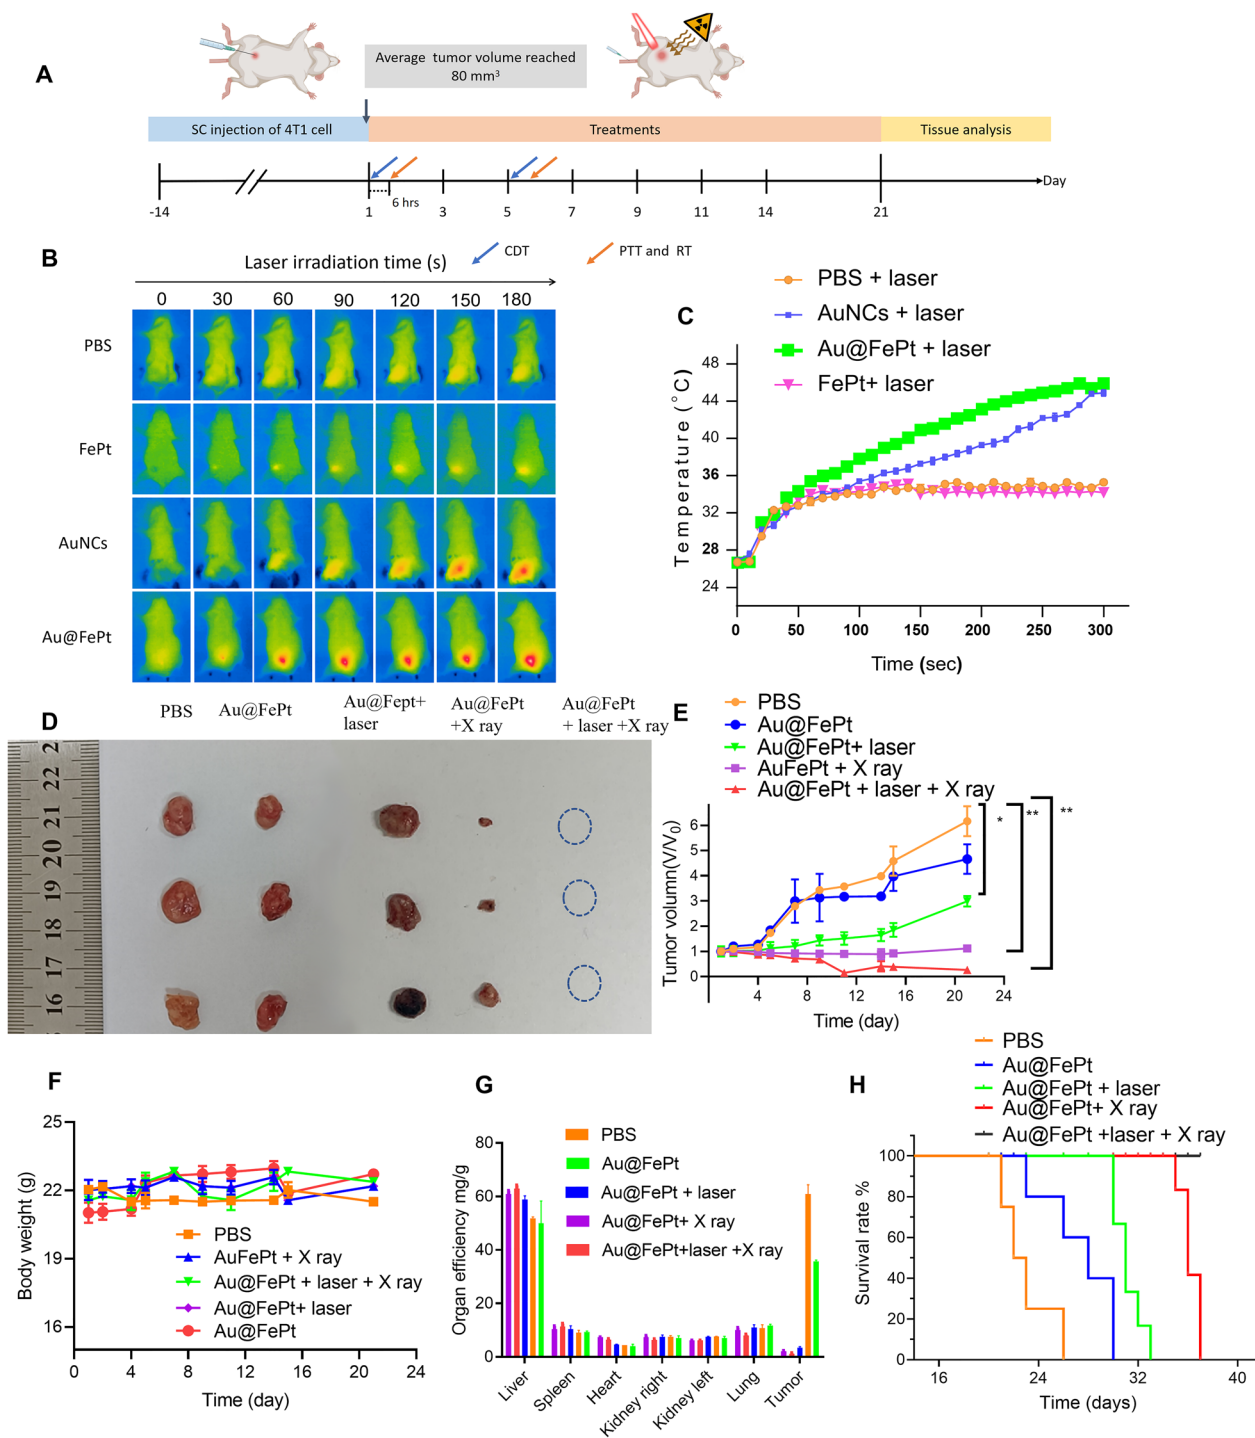 A
Average tumor volume reached
80 mm³
SC injection of 4T1 cell
Treatments
Tissue analysis
Day
6 hrs
-14
1
3
5
7
9
11
14
21
B
CDT
PTT and RT
Laser irradiation time (s)
0 30 60 90 120 150 180
PBS
FePt
AuNCs
Au@FePt
C
PBS + laser
AuNCs + laser
Au@FePt + laser
FePt+ laser
Temperature (°C)
48
44
40
36
32
28
24
0 50 100 150 200 250 300
Time (sec)
D
PBS
Au@FePt
Au@Fept+
laser
Au@FePt
+X ray
Au@FePt
+ laser +X ray
2
22
21
20
19
18
17
16
E
PBS
Au@FePt
Au@FePt+ laser
AuFePt + X ray
Au@FePt + laser + X ray
*
**
**
Tumor volumn(V/V₀)
6
5
4
3
2
1
0
4 8 12 16 20 24
Time (day)
F
Body weight (g)
25
22
19
16
PBS
AuFePt + X ray
Au@FePt + laser + X ray
Au@FePt+ laser
Au@FePt
0 4 8 12 16 20 24
Time (day)
G
PBS
Au@FePt
Au@FePt + laser
Au@FePt+ X ray
Au@FePt+laser +X ray
Organ efficiency mg/g
80
60
40
20
0
Liver
Spleen
Heart
Kidney right
Kidney left
Lung
Tumor
H
PBS
Au@FePt
Au@FePt + laser
Au@FePt+ X ray
Au@FePt +laser + X ray
Survival rate %
100
80
60
40
20
0
16 24 32 40
Time (days)